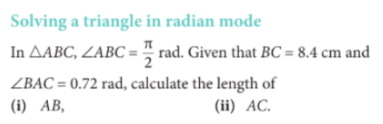 Solving a triangle in radian mode
In △ABC, ∠ABC = π/2 rad. Given that BC = 8.4 cm and
∠BAC = 0.72 rad, calculate the length of
(i) AB, (ii) AC.